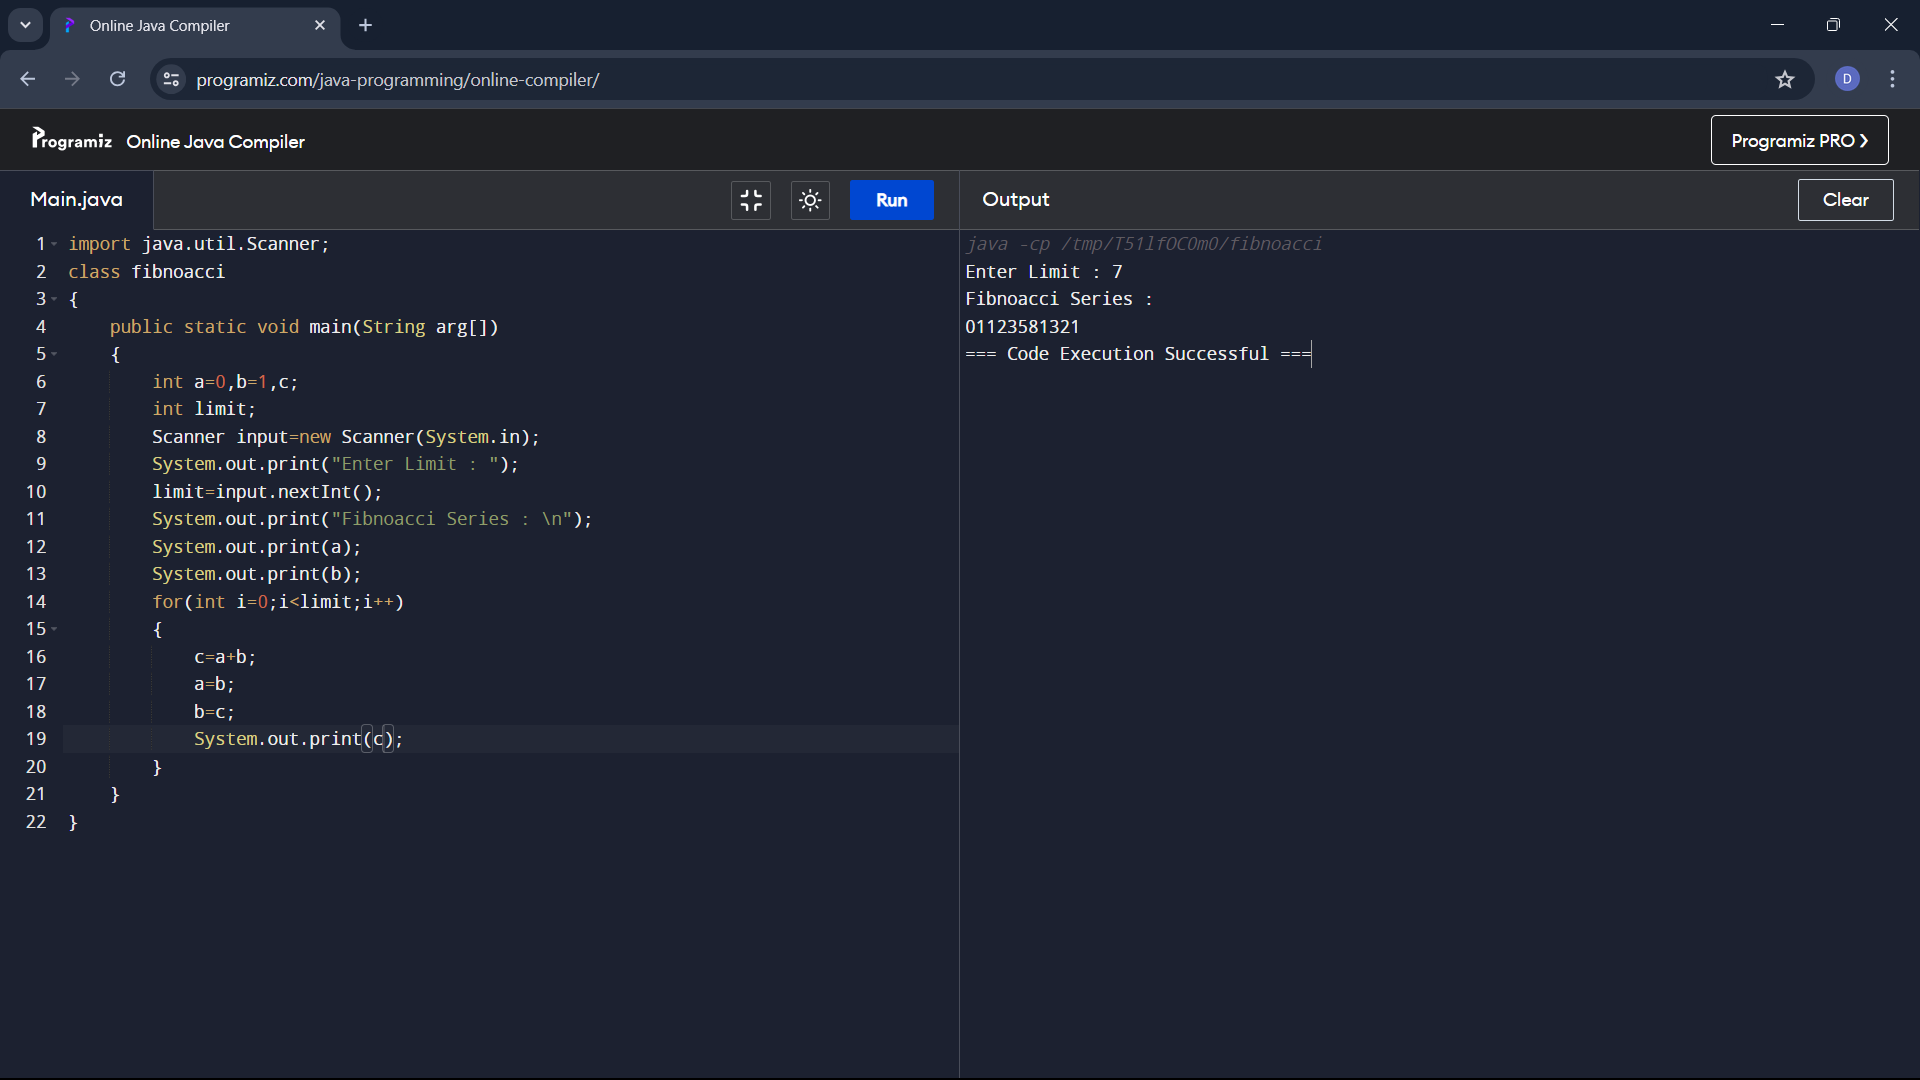 Online Java Compiler
programiz.com/java-programming/online-compiler/
D
Programiz Online Java Compiler
Programiz PRO
Main.java
Run
Output
Clear
1 import java.util.Scanner;
2 class fibnoacci
3 {
4 public static void main(String arg[])
5 {
6 int a=0,b=1,c;
7 int limit;
8 Scanner input=new Scanner(System.in);
9 System.out.print("Enter Limit : ");
10 limit=input.nextInt();
11 System.out.print("Fibnoacci Series : \n");
12 System.out.print(a);
13 System.out.print(b);
14 for(int i=0;i<limit;i++)
15 {
16 c=a+b;
17 a=b;
18 b=c;
19 System.out.print(c);
20 }
21 }
22 }
java -cp /tmp/T51lfOC0m0/fibnoacci
Enter Limit : 7
Fibnoacci Series :
01123581321
=== Code Execution Successful ===